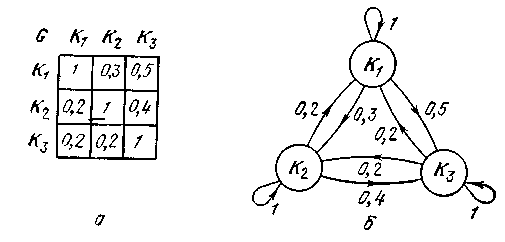 G K1 K2 K3
K1 1 0,3 0,5
K2 0,2 1 0,4
K3 0,2 0,2 1
а
1
K1
0,2 0,3 0,2 0,5
K2 0,2 K3
1 0,4 1
б